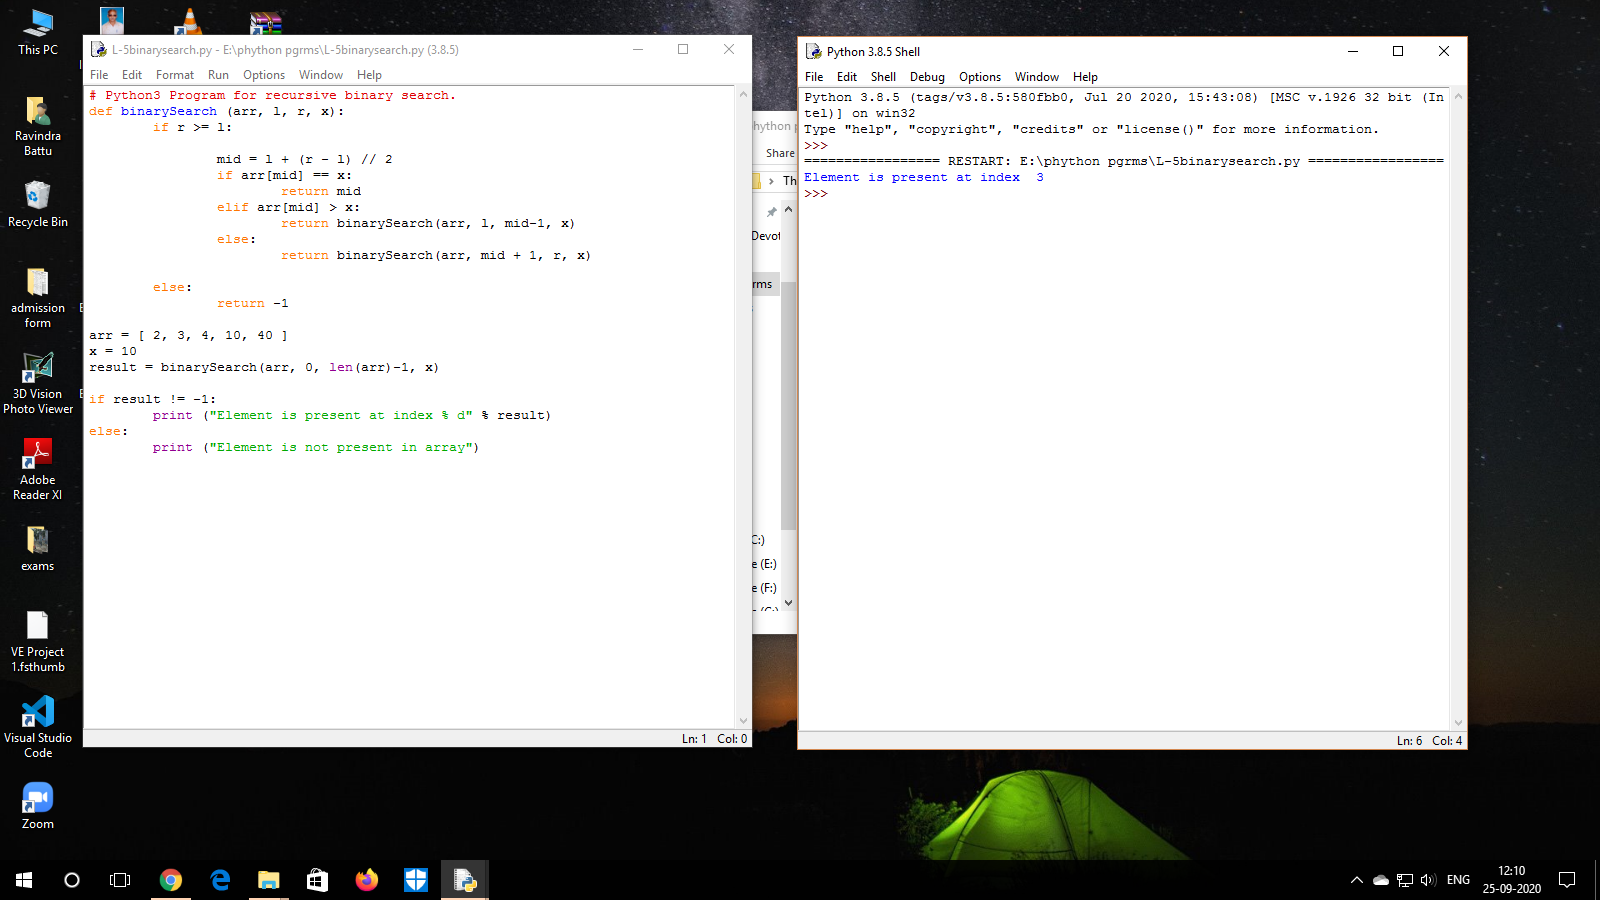 This PC
Ravindra
Battu
Recycle Bin
admission
form
3D Vision
Photo Viewer
Adobe
Reader XI
exams
VE Project
1.fsthumb
Visual Studio
Code
Zoom
L-5binarysearch.py - E:\phython pgrms\L-5binarysearch.py (3.8.5)
File Edit Format Run Options Window Help
# Python3 Program for recursive binary search.
def binarySearch (arr, l, r, x):
if r >= l:
mid = l + (r - l) // 2
if arr[mid] == x:
return mid
elif arr[mid] > x:
return binarySearch(arr, l, mid-1, x)
else:
return binarySearch(arr, mid + 1, r, x)
else:
return -1
arr = [ 2, 3, 4, 10, 40 ]
x = 10
result = binarySearch(arr, 0, len(arr)-1, x)
if result != -1:
print ("Element is present at index % d" % result)
else:
print ("Element is not present in array")
Ln: 1 Col: 0
hython p
Share
Th
Devot
rms
C:)
e (E:)
e (F:)
Python 3.8.5 Shell
File Edit Shell Debug Options Window Help
Python 3.8.5 (tags/v3.8.5:580fbb0, Jul 20 2020, 15:43:08) [MSC v.1926 32 bit (In
tel)] on win32
Type "help", "copyright", "credits" or "license()" for more information.
>>>
================= RESTART: E:\phython pgrms\L-5binarysearch.py =================
Element is present at index  3
>>>
Ln: 6 Col: 4
ENG
12:10
25-09-2020